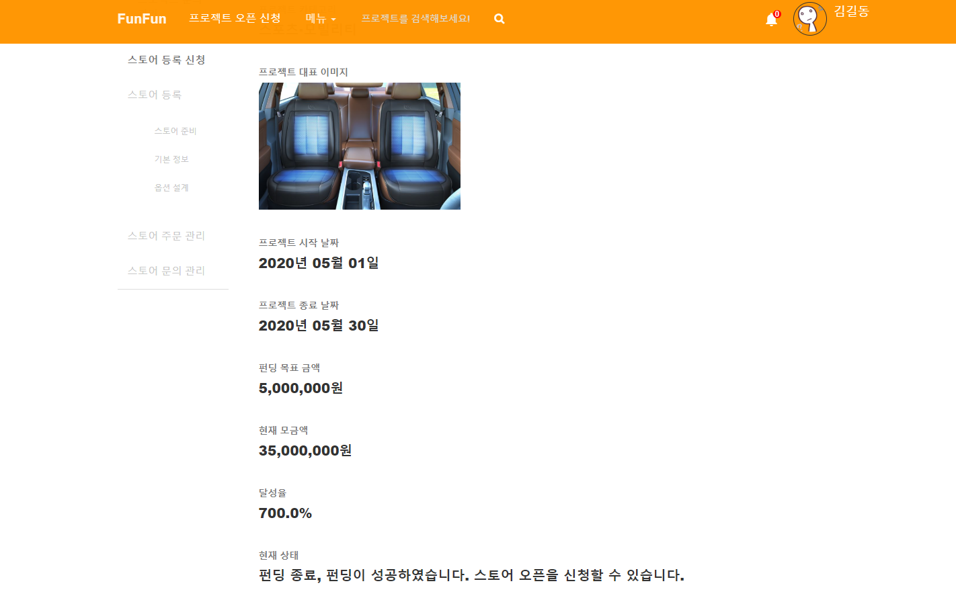 FunFun 프로젝트 오픈 신청 메뉴 프로젝트를 검색해보세요! 0 김길동
스토어 등록 신청
스토어 등록
스토어 준비
기본 정보
옵션 설계
스토어 주문 관리
스토어 문의 관리
프로젝트 대표 이미지
프로젝트 시작 날짜
2020년 05월 01일
프로젝트 종료 날짜
2020년 05월 30일
펀딩 목표 금액
5,000,000원
현재 모금액
35,000,000원
달성율
700.0%
현재 상태
펀딩 종료, 펀딩이 성공하였습니다. 스토어 오픈을 신청할 수 있습니다.